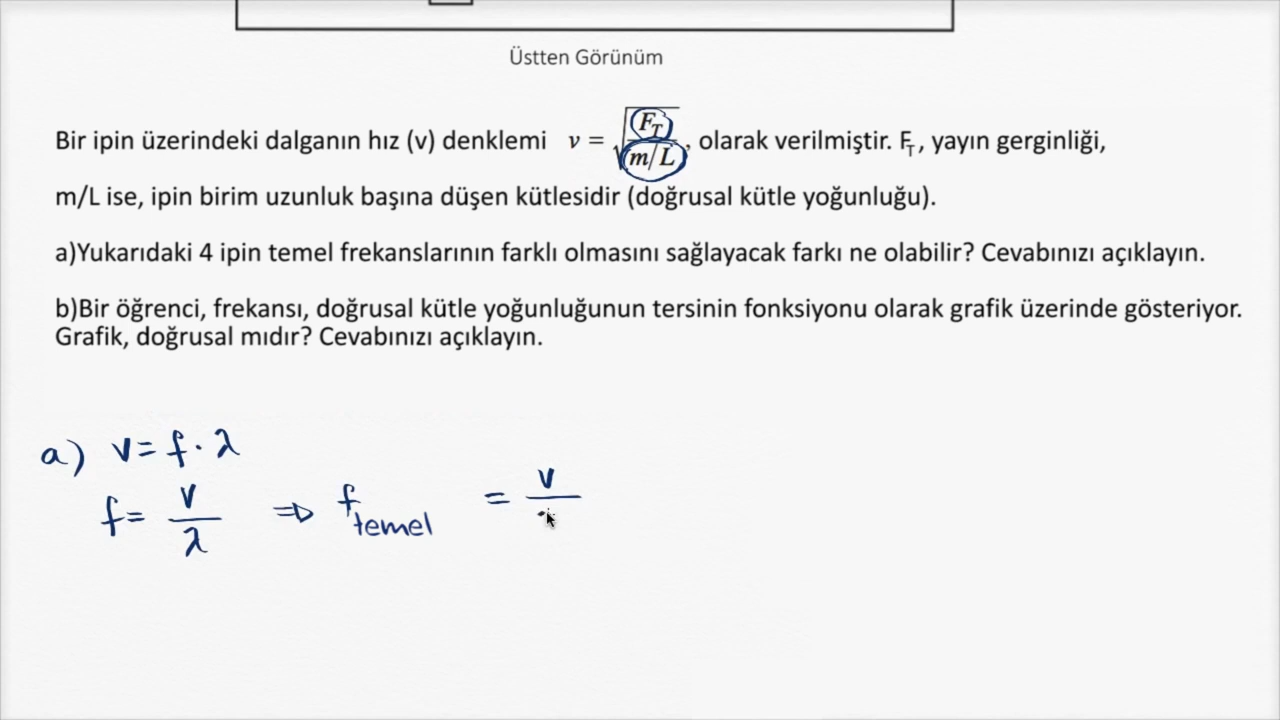 Üstten Görünüm
Bir ipin üzerindeki dalganın hız (v) denklemi v = √(F_T / (m/L)), olarak verilmiştir. F_T, yayın gerginliği,
m/L ise, ipin birim uzunluk başına düşen kütlesidir (doğrusal kütle yoğunluğu).
a)Yukarıdaki 4 ipin temel frekanslarının farklı olmasını sağlayacak farkı ne olabilir? Cevabınızı açıklayın.
b)Bir öğrenci, frekansı, doğrusal kütle yoğunluğunun tersinin fonksiyonu olarak grafik üzerinde gösteriyor.
Grafik, doğrusal mıdır? Cevabınızı açıklayın.
a) v = f · λ
f = v/λ ⇒ f temel = v